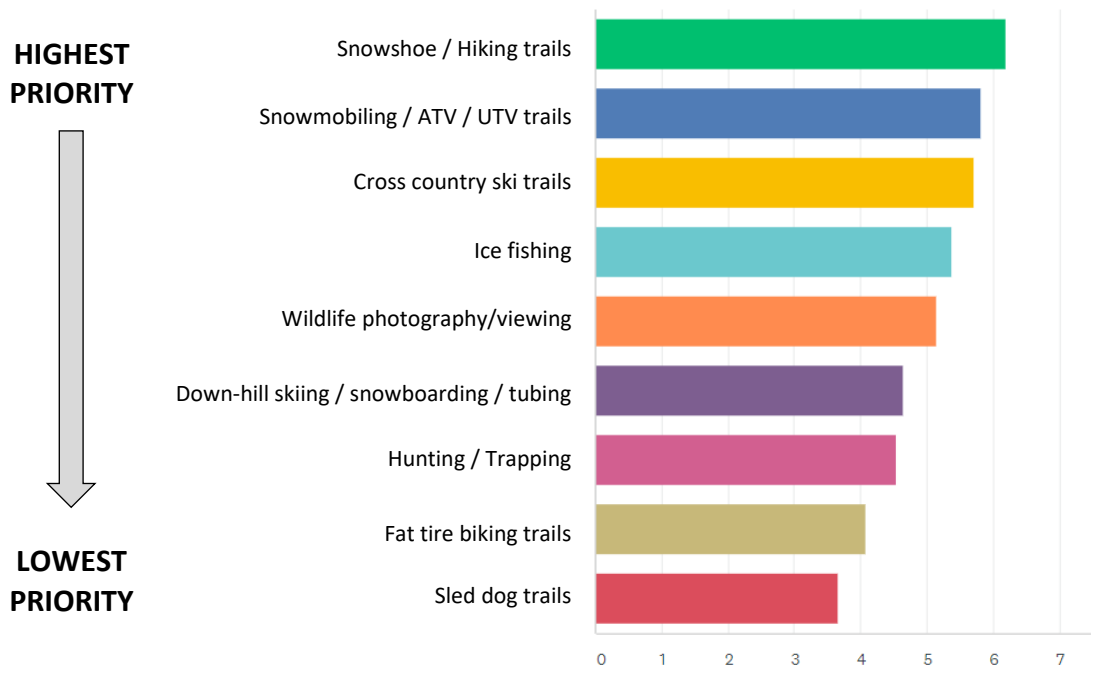 HIGHEST
PRIORITY
Snowshoe / Hiking trails
Snowmobiling / ATV / UTV trails
Cross country ski trails
Ice fishing
Wildlife photography/viewing
Down-hill skiing / snowboarding / tubing
Hunting / Trapping
Fat tire biking trails
Sled dog trails
LOWEST
PRIORITY
0 1 2 3 4 5 6 7